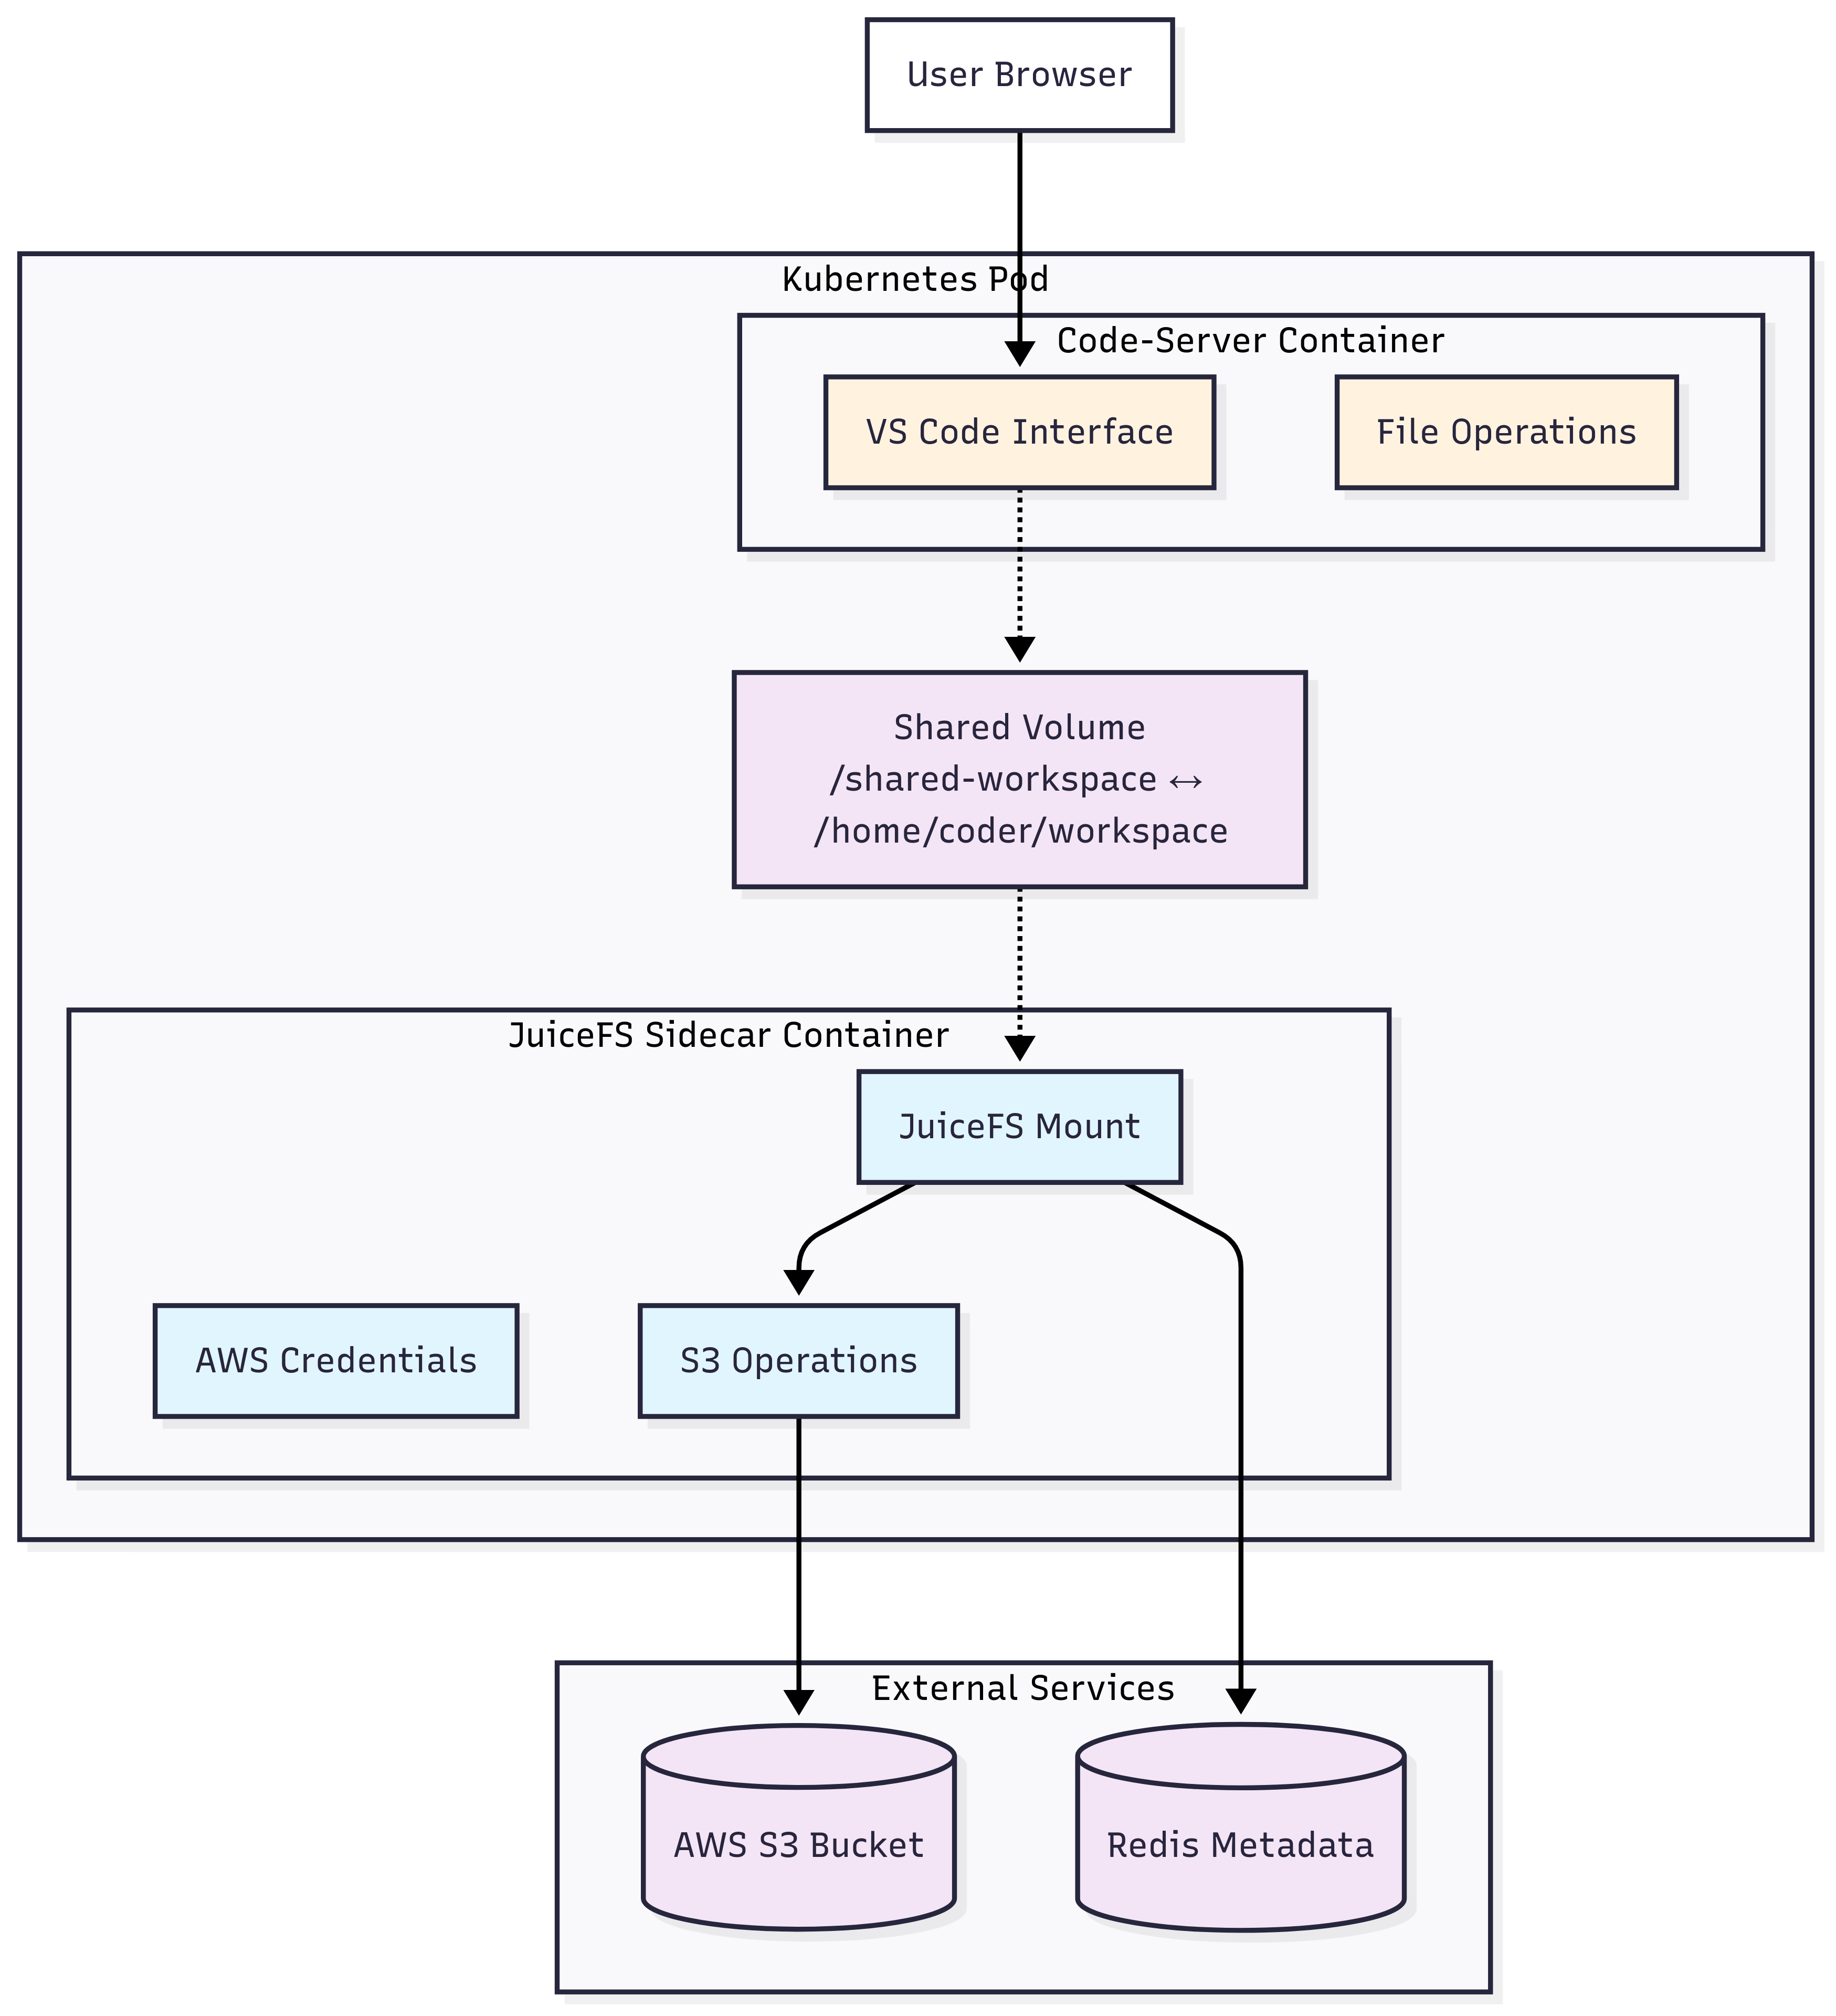 User Browser
Kubernetes Pod
Code-Server Container
VS Code Interface
File Operations
Shared Volume
/shared-workspace ↔
/home/coder/workspace
JuiceFS Sidecar Container
JuiceFS Mount
AWS Credentials
S3 Operations
External Services
AWS S3 Bucket
Redis Metadata